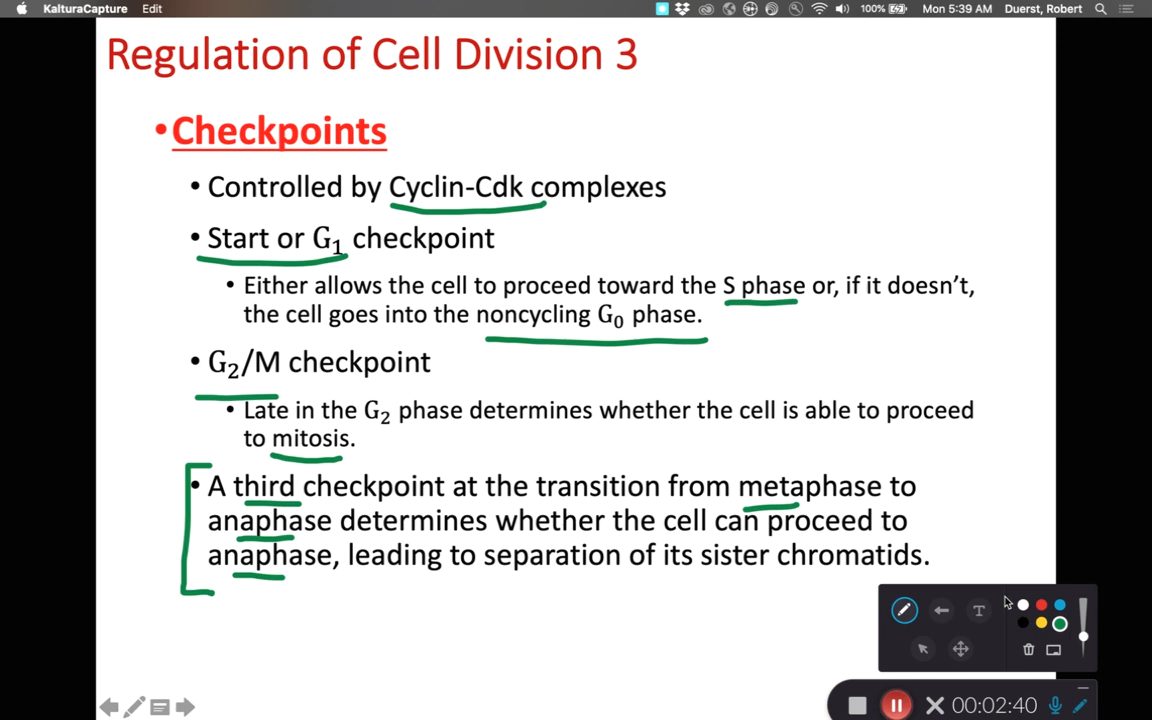 KalturaCapture Edit 100% Mon 5:39 AM Duerst, Robert
Regulation of Cell Division 3
•Checkpoints
• Controlled by Cyclin-Cdk complexes
• Start or G₁ checkpoint
• Either allows the cell to proceed toward the S phase or, if it doesn’t,
the cell goes into the noncycling G₀ phase.
• G₂/M checkpoint
• Late in the G₂ phase determines whether the cell is able to proceed
to mitosis.
• A third checkpoint at the transition from metaphase to
anaphase determines whether the cell can proceed to
anaphase, leading to separation of its sister chromatids.
T
00:02:40